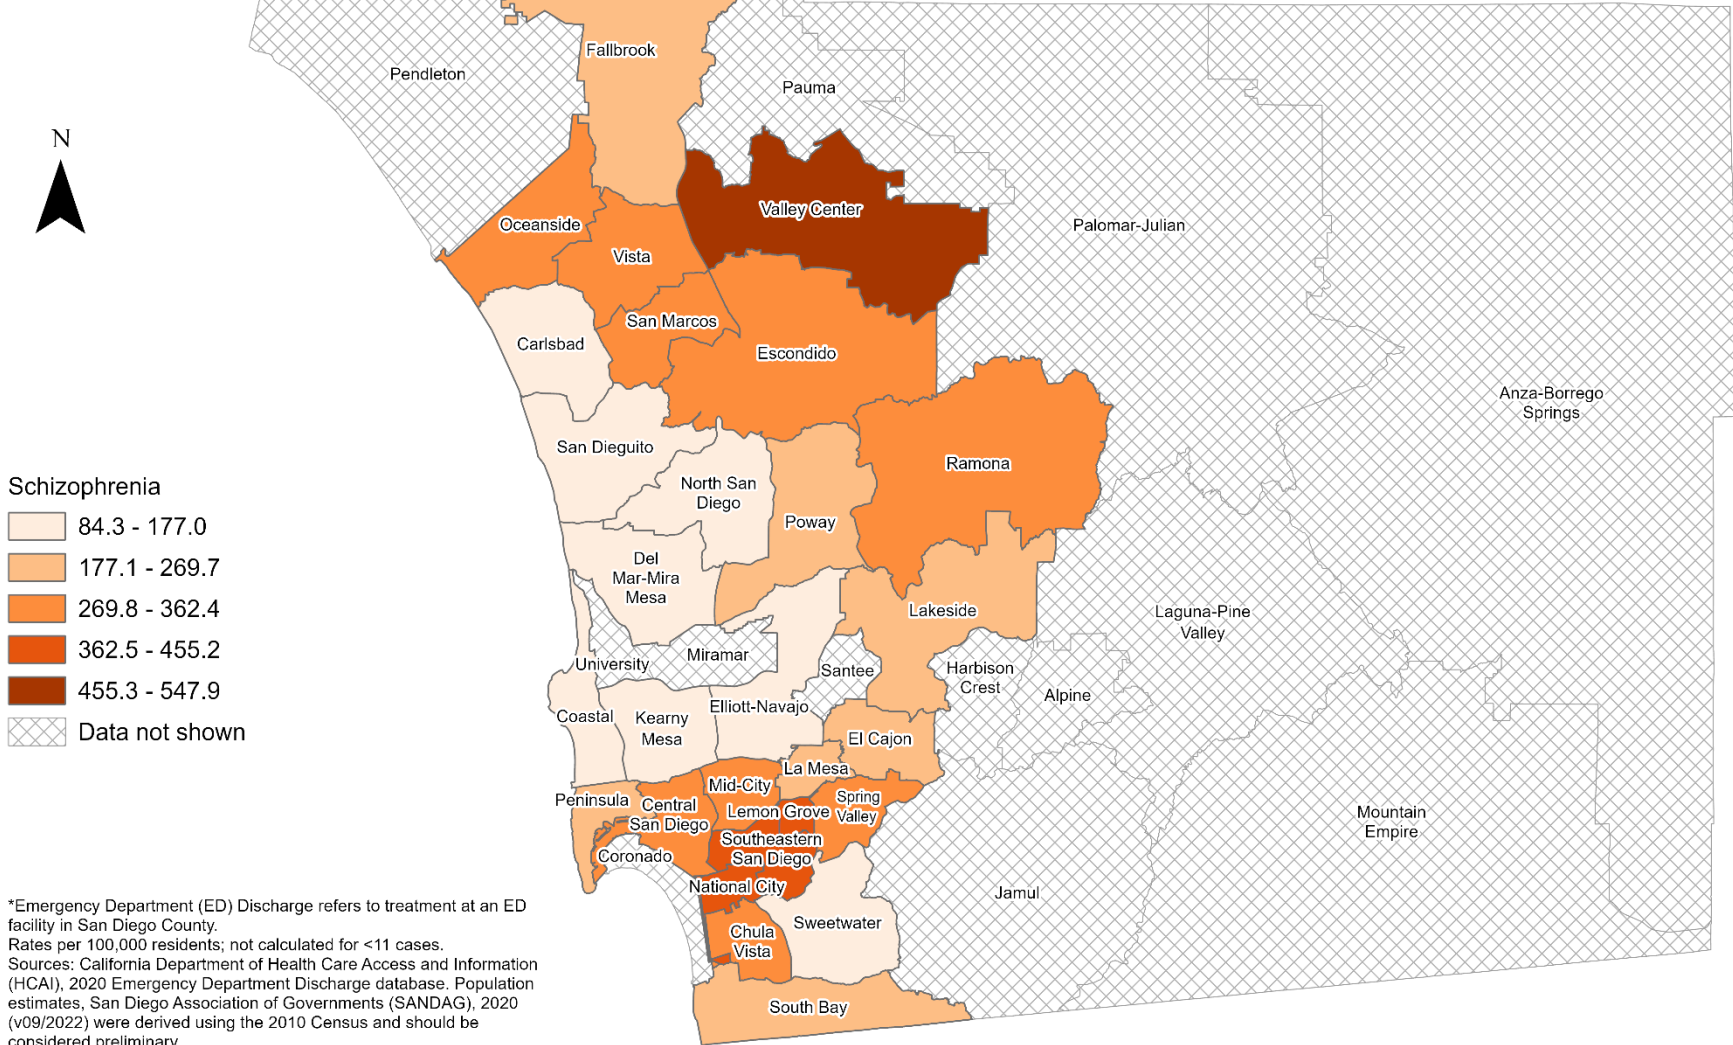 Fallbrook
Pendleton
Pauma
N
Valley Center
Oceanside
Palomar-Julian
Vista
San Marcos
Carlsbad
Escondido
Anza-Borrego
Springs
San Dieguito
Ramona
North San
Diego
Poway
Del
Mar-Mira
Mesa
Lakeside
Laguna-Pine
Valley
University
Miramar
Santee
Harbison
Crest
Alpine
Coastal
Kearny
Mesa
Elliott-Navajo
El Cajon
La Mesa
Mid-City
Peninsula
Central
San Diego
Lemon Grove
Spring
Valley
Mountain
Empire
Southeastern
San Diego
Coronado
National City
Jamul
Sweetwater
Chula
Vista
South Bay
Schizophrenia
84.3 - 177.0
177.1 - 269.7
269.8 - 362.4
362.5 - 455.2
455.3 - 547.9
Data not shown
*Emergency Department (ED) Discharge refers to treatment at an ED
facility in San Diego County.
Rates per 100,000 residents; not calculated for <11 cases.
Sources: California Department of Health Care Access and Information
(HCAI), 2020 Emergency Department Discharge database. Population
estimates, San Diego Association of Governments (SANDAG), 2020
(v09/2022) were derived using the 2010 Census and should be
considered preliminary